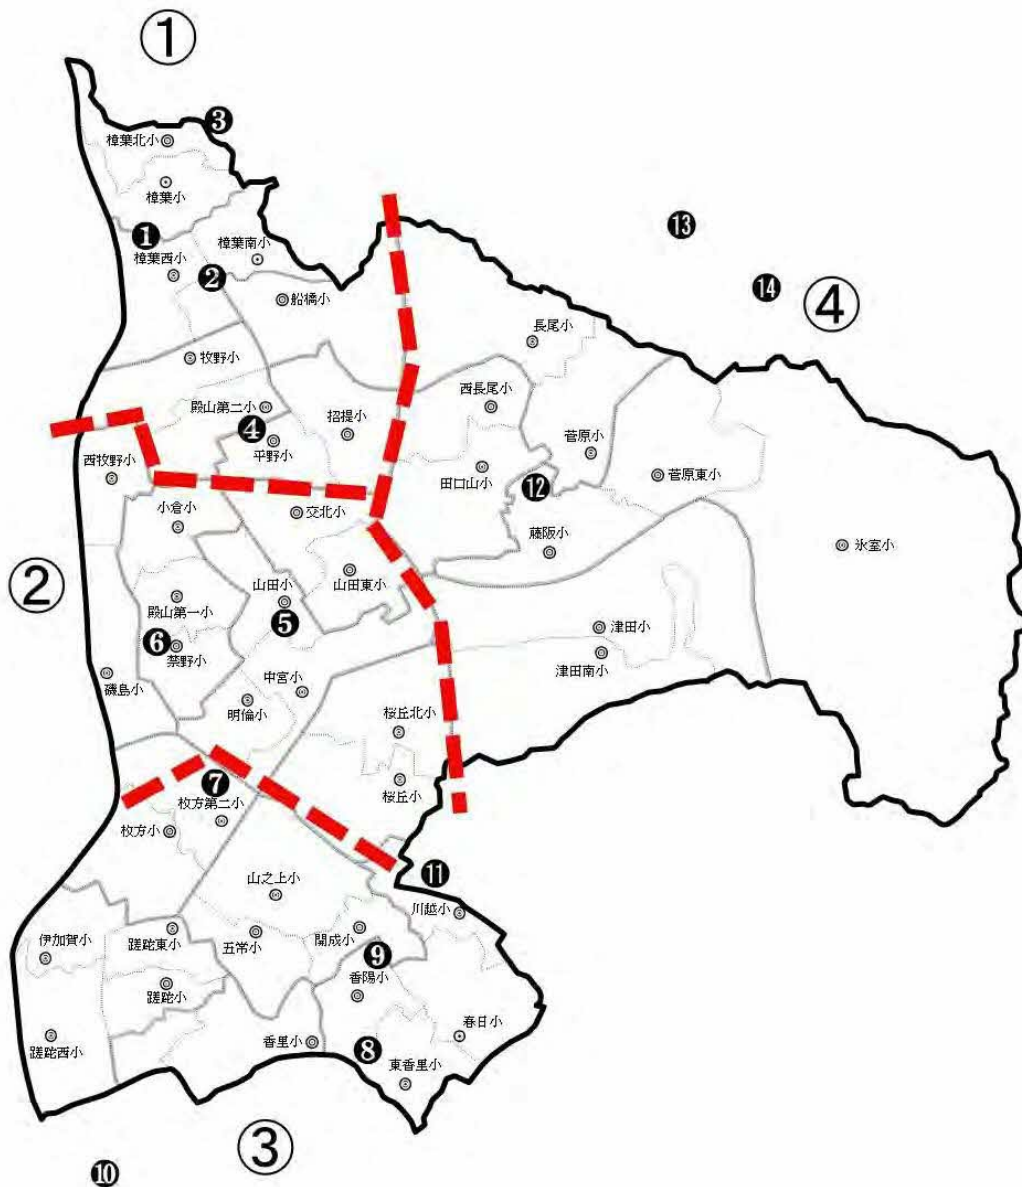 ①
❸
樟葉北小
樟葉小
❶
樟葉南小
樟葉西小
❷
船橋小
⓭
⓮
④
長尾小
牧野小
西長尾小
殿山第二小
招提小
❹
平野小
菅原小
西牧野小
田口山小
菅原東小
⓬
小倉小
交北小
藤阪小
氷室小
②
山田小
山田東小
殿山第一小
❺
津田小
❻
禁野小
津田南小
中宮小
磯島小
明倫小
桜丘北小
❼
桜丘小
枚方第二小
枚方小
山之上小
⓫
川越小
伊加賀小
蹉跎東小
五常小
開成小
❾
香陽小
蹉跎小
春日小
蹉跎西小
香里小
❽
東香里小
③
❿